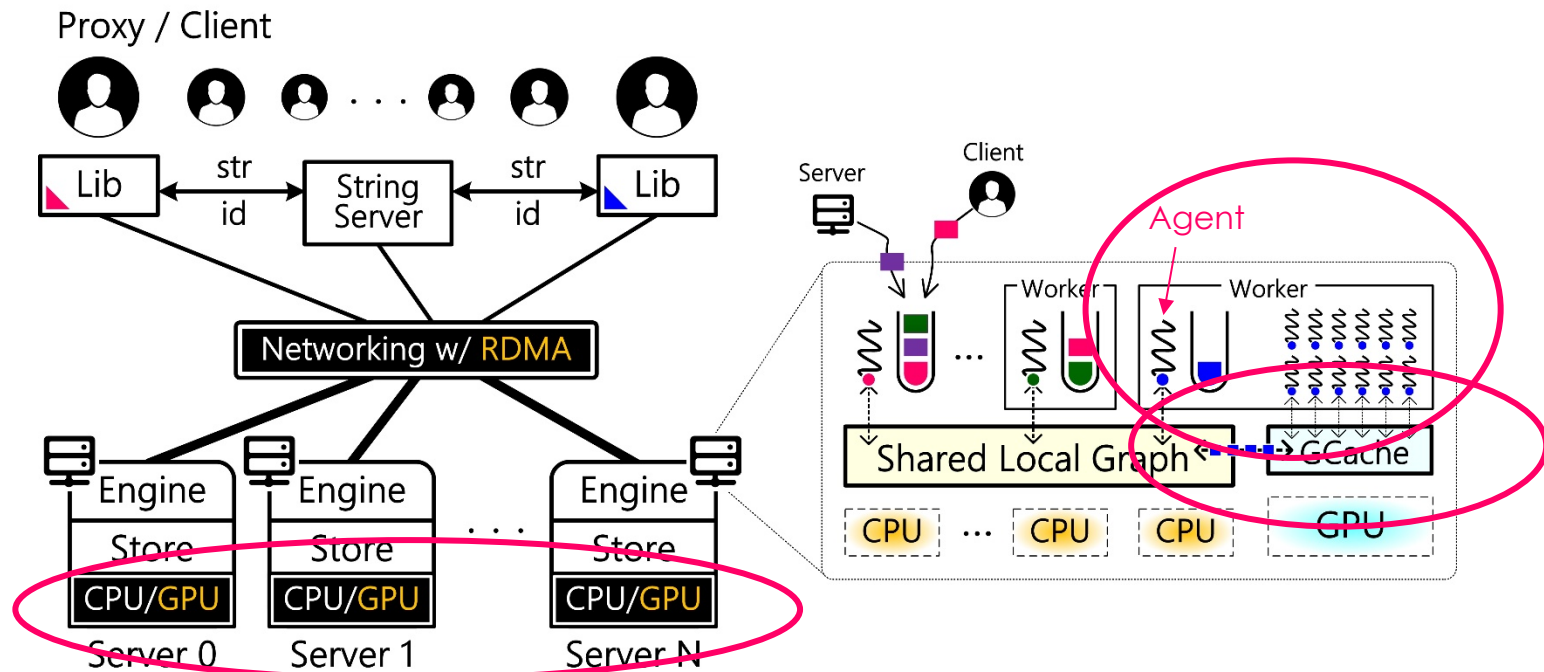 Proxy / Client
. . .
Lib
str
id
String
Server
str
id
Lib
Networking w/ RDMA
Engine
Store
CPU/GPU
Server 0
Engine
Store
CPU/GPU
Server 1
. . .
Engine
Store
CPU/GPU
Server N
Server
Client
Agent
Worker
Worker
...
Shared Local Graph
GCache
CPU
...
CPU
CPU
GPU